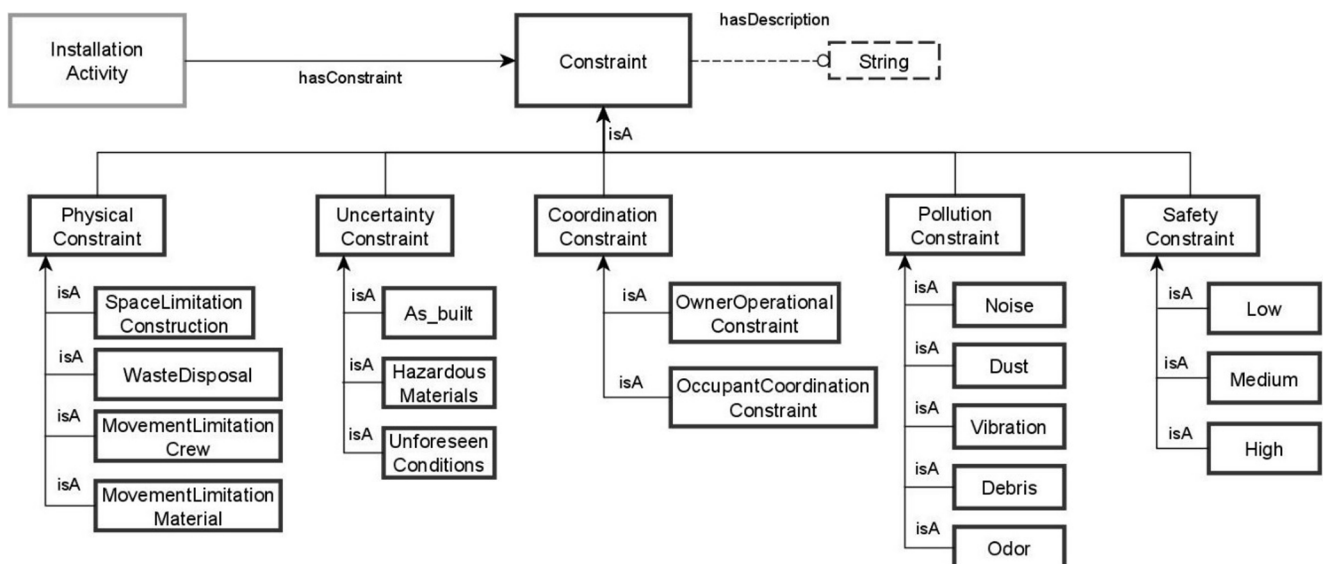 hasDescription
Installation
Activity
hasConstraint
Constraint
String
isA
Physical
Constraint
Uncertainty
Constraint
Coordination
Constraint
Pollution
Constraint
Safety
Constraint
isA
SpaceLimitation
Construction
isA
WasteDisposal
isA
MovementLimitation
Crew
isA
MovementLimitation
Material
isA
As_built
isA
Hazardous
Materials
isA
Unforeseen
Conditions
isA
OwnerOperational
Constraint
isA
OccupantCoordination
Constraint
isA
Noise
isA
Dust
isA
Vibration
isA
Debris
isA
Odor
isA
Low
isA
Medium
isA
High